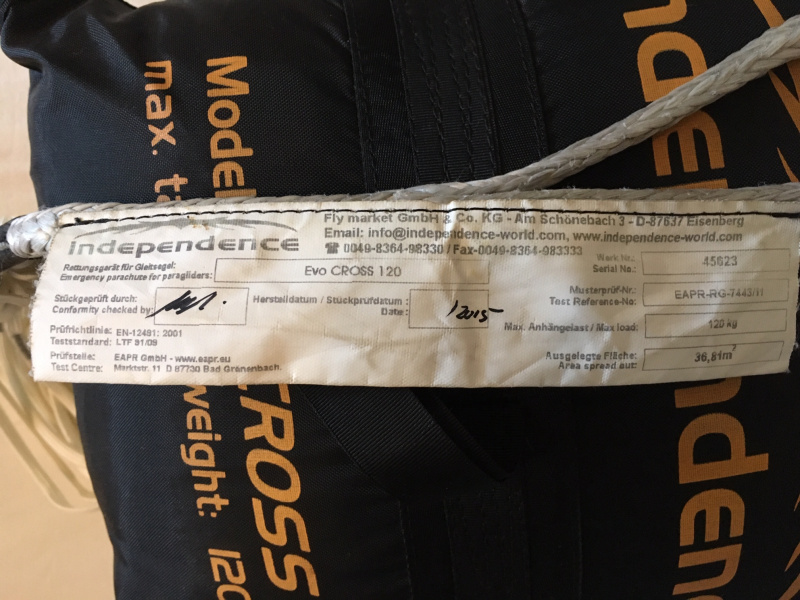 Fly market GmbH & Co. KG - Am Schönebach 3 - D-87637 Eisenberg
Email: info@independence-world.com, www.independence-world.com
☎ 0049-8364-98330 / Fax-0049-8364-983333
independence
Rettungsgerät für Gleitsegel:
Emergency parachute for paragliders:
Evo CROSS 120
Werk Nr.:
Serial No.:
45623
Stückgeprüft durch:
Conformity checked by:
Herstelldatum / Stückprüfdatum :
Date :
2015
Musterprüf-Nr.:
Test Reference-No:
EAPR-RG-7443/11
Prüfrichtlinie: EN-12491: 2001
Teststandard: LTF 91/09
Max. Anhängelast / Max load:
120 kg
Prüfstelle: EAPR GmbH - www.eapr.eu
Test Centre: Marktstr. 11 D 87730 Bad Grönenbach.
Ausgelegte Fläche:
Area spread out:
36,81m²
Model
max.
CROSS
weight: 120